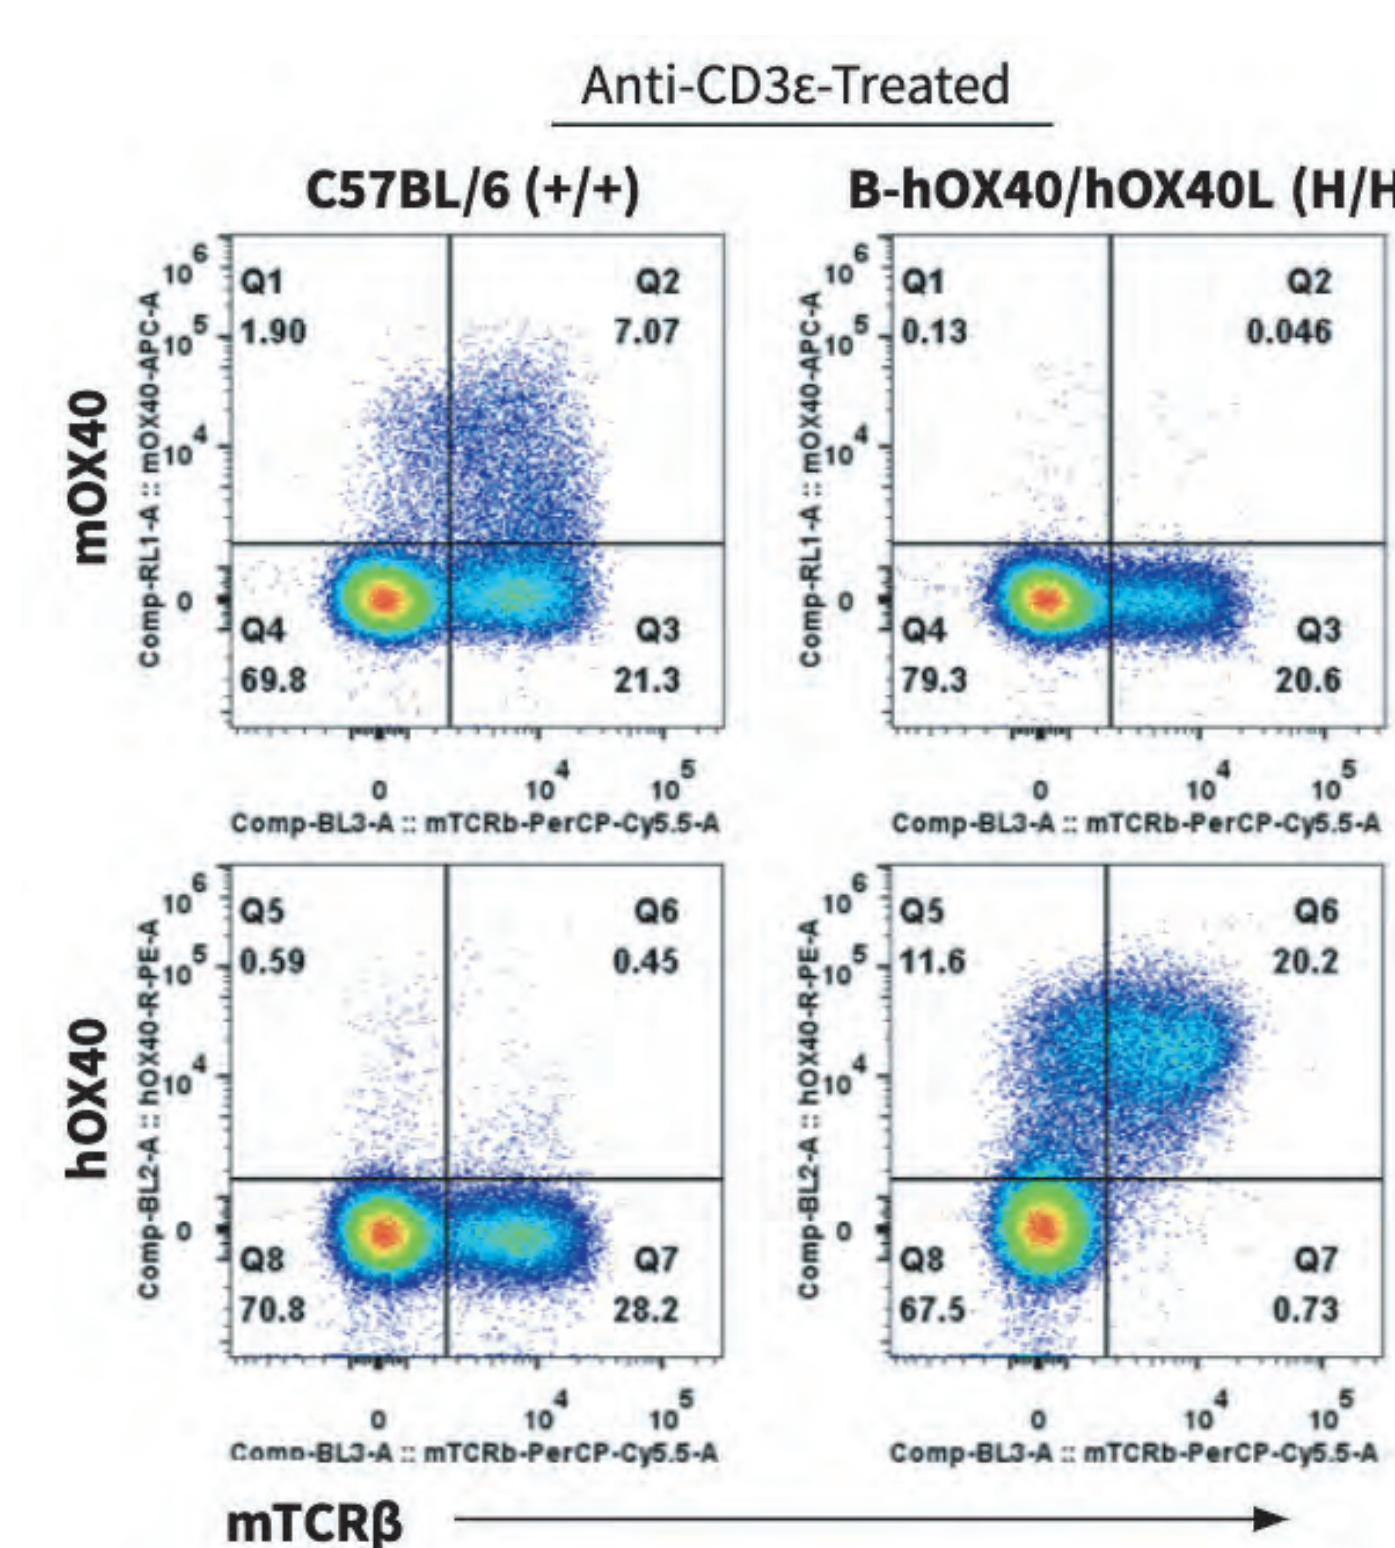 Anti-CD3ε-Treated
C57BL/6 (+/+)
B-hOX40/hOX40L (H/H
mOX40
Comp-RL1-A :: mOX40-APC-A
10^6
10^5
10^4
0
Q1
1.90
Q2
7.07
Q4
69.8
Q3
21.3
0 10^4 10^5
Comp-BL3-A :: mTCRb-PerCP-Cy5.5-A
Comp-RL1-A :: mOX40-APC-A
10^6
10^5
10^4
0
Q1
0.13
Q2
0.046
Q4
79.3
Q3
20.6
0 10^4 10^5
Comp-BL3-A :: mTCRb-PerCP-Cy5.5-A
hOX40
Comp-BL2-A :: hOX40-R-PE-A
10^6
10^5
10^4
0
Q5
0.59
Q6
0.45
Q8
70.8
Q7
28.2
0 10^4 10^5
Comp-BL3-A :: mTCRb-PerCP-Cy5.5-A
Comp-BL2-A :: hOX40-R-PE-A
10^6
10^5
10^4
0
Q5
11.6
Q6
20.2
Q8
67.5
Q7
0.73
0 10^4 10^5
Comp-BL3-A :: mTCRb-PerCP-Cy5.5-A
mTCRβ